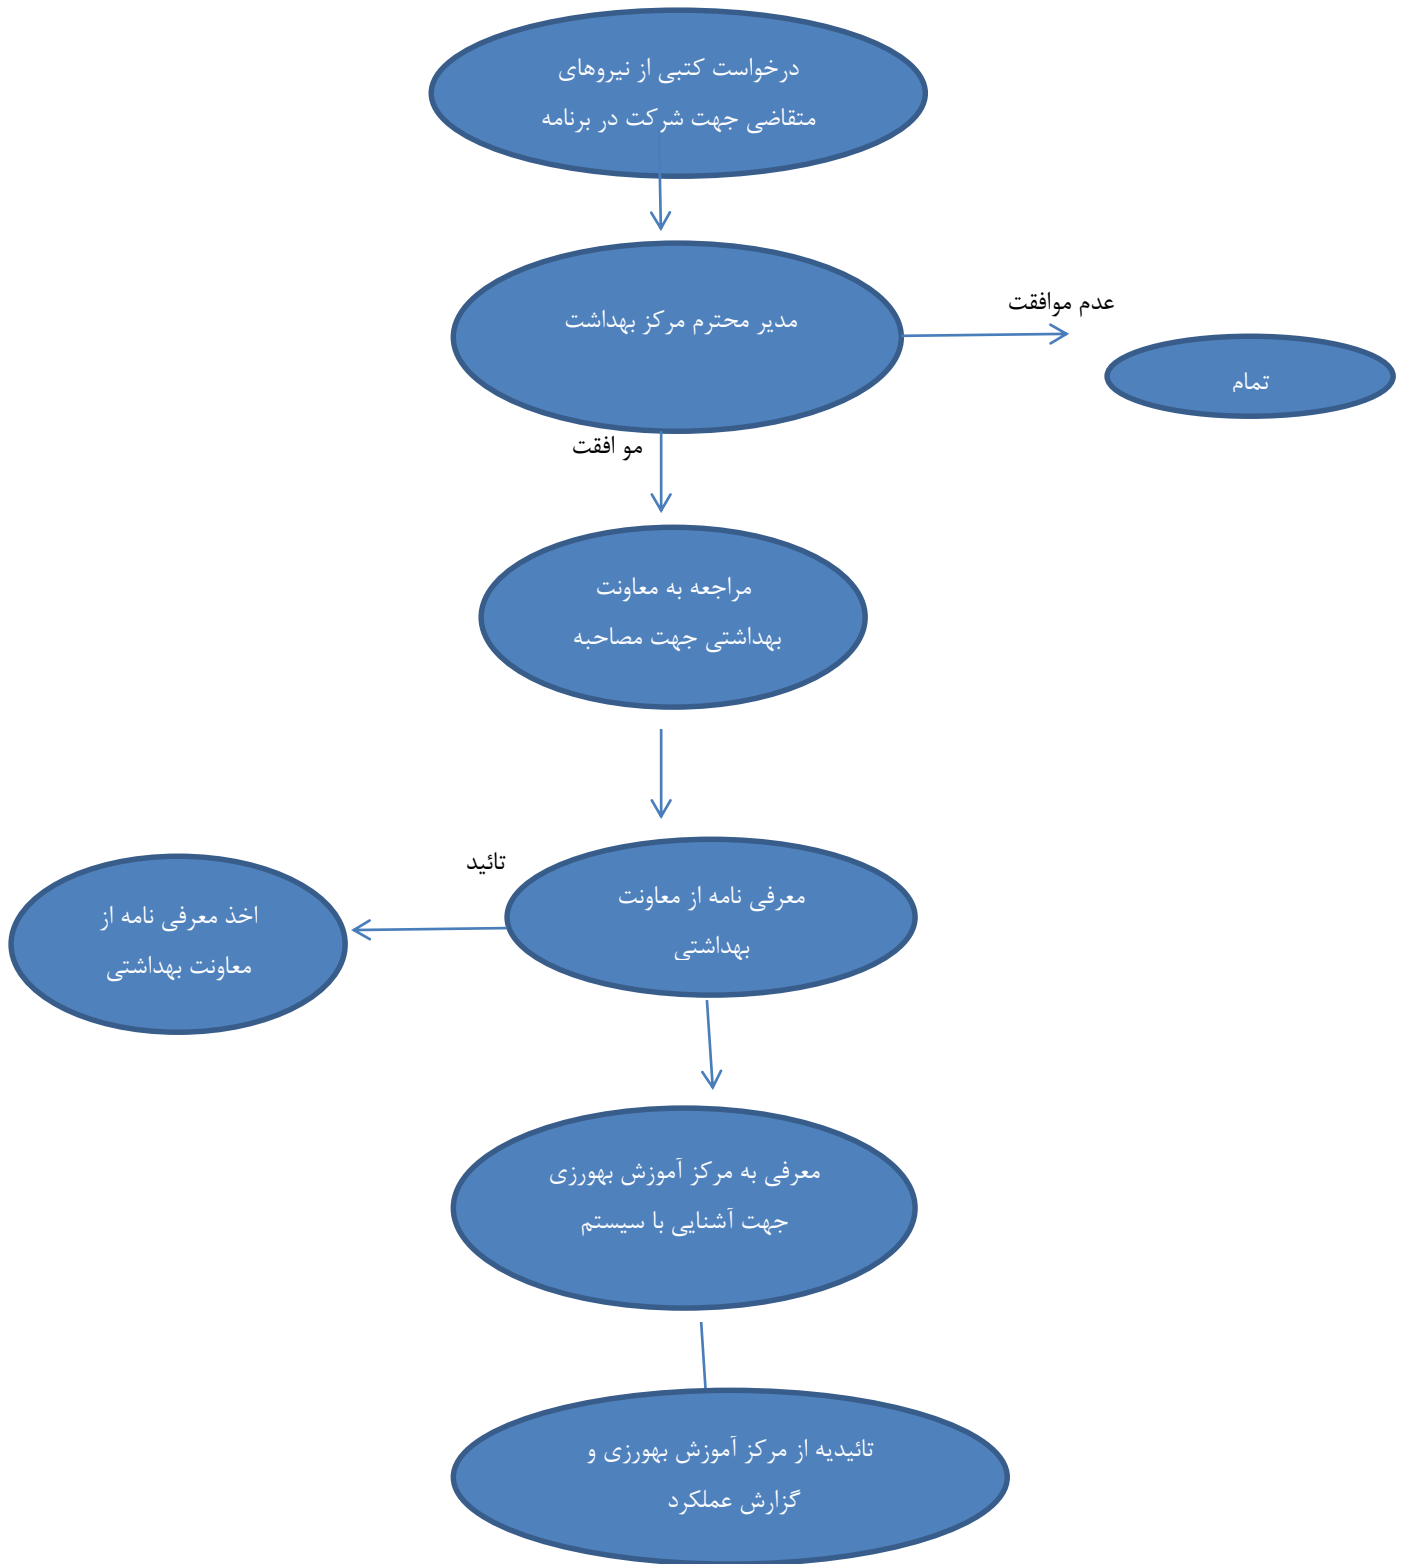 درخواست کتبی از نیروهای
متقاضی جهت شرکت در برنامه
مدیر محترم مرکز بهداشت
عدم موافقت
تمام
مو افقت
مراجعه به معاونت
بهداشتی جهت مصاحبه
معرفی نامه از معاونت
بهداشتی
تائید
اخذ معرفی نامه از
معاونت بهداشتی
معرفی به مرکز آموزش بهورزی
جهت آشنایی با سیستم
تائیدیه از مرکز آموزش بهورزی و
گزارش عملکرد